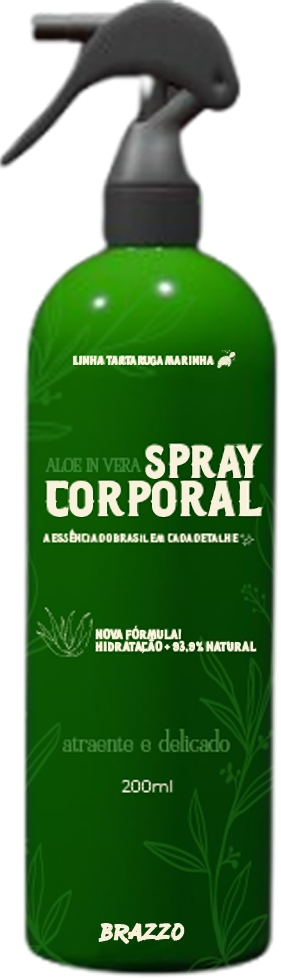 LINHA TARTARUGA MARINHA
ALOE IN VERA SPRAY
CORPORAL
A ESSÊNCIA DO BRASIL EM CADA DETALHE
NOVA FÓRMULA!
HIDRATAÇÃO + 93,9% NATURAL
atraente e delicado
200ml
BRAZZO